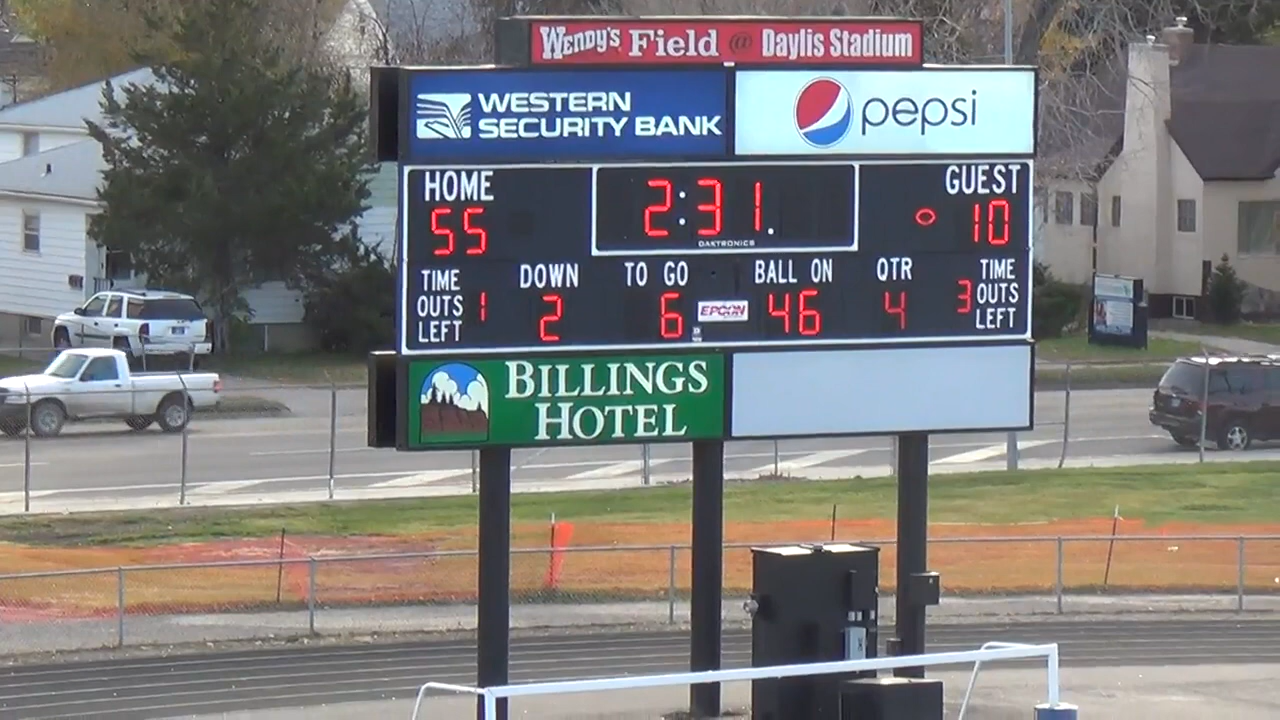 Wendy's Field @ Daylis Stadium
WESTERN
SECURITY BANK
pepsi
HOME
55
2:31.
DAKTRONICS
GUEST
10
TIME
OUTS 1
LEFT
DOWN
2
TO GO
6
EPCON
BALL ON
46
QTR
4
TIME
3 OUTS
LEFT
BILLINGS
HOTEL